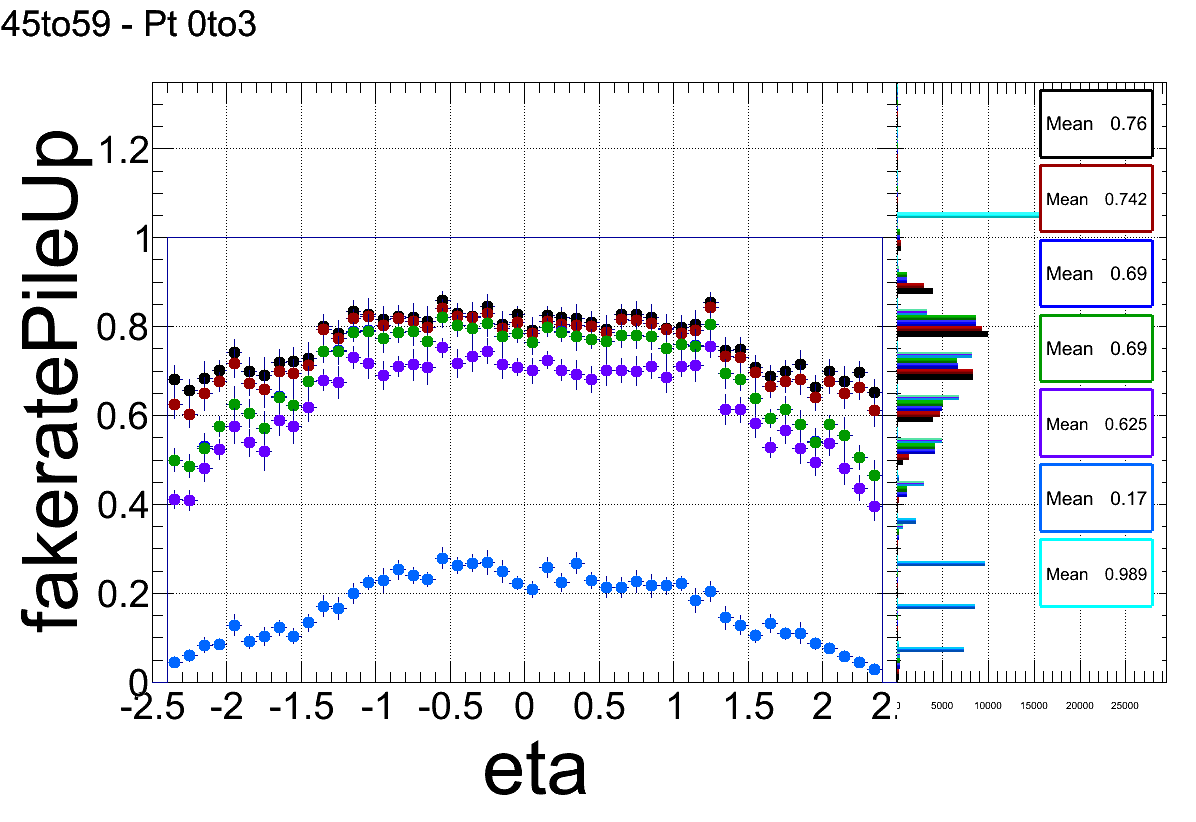 45to59 - Pt 0to3
fakeratePileUp
1.2
1
0.8
0.6
0.4
0.2
0
-2.5 -2 -1.5 -1 -0.5 0 0.5 1 1.5 2 2.
5000 10000 15000 20000 25000
eta
Mean 0.76
Mean 0.742
Mean 0.69
Mean 0.69
Mean 0.625
Mean 0.17
Mean 0.989